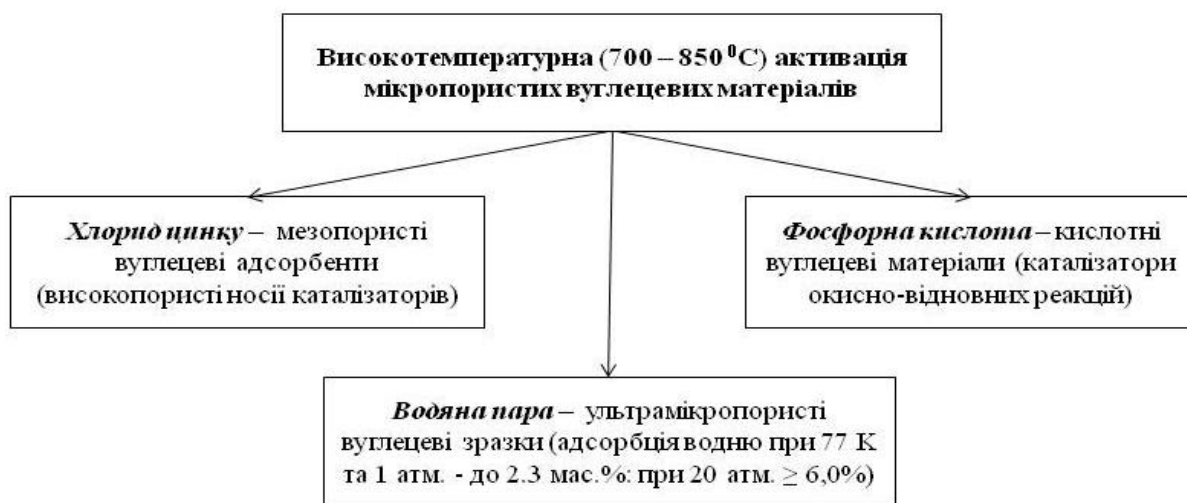 Високотемпературна (700 – 850 ⁰С) активація
мікропористих вуглецевих матеріалів
Хлорид цинку – мезопористі
вуглецеві адсорбенти
(високопористі носії каталізаторів)
Фосфорна кислота – кислотні
вуглецеві матеріали (каталізатори
окисно-відновних реакцій)
Водяна пара – ультрамікропористі
вуглецеві зразки (адсорбція водню при 77 К
та 1 атм. - до 2.3 мас.%: при 20 атм. ≥ 6,0%)